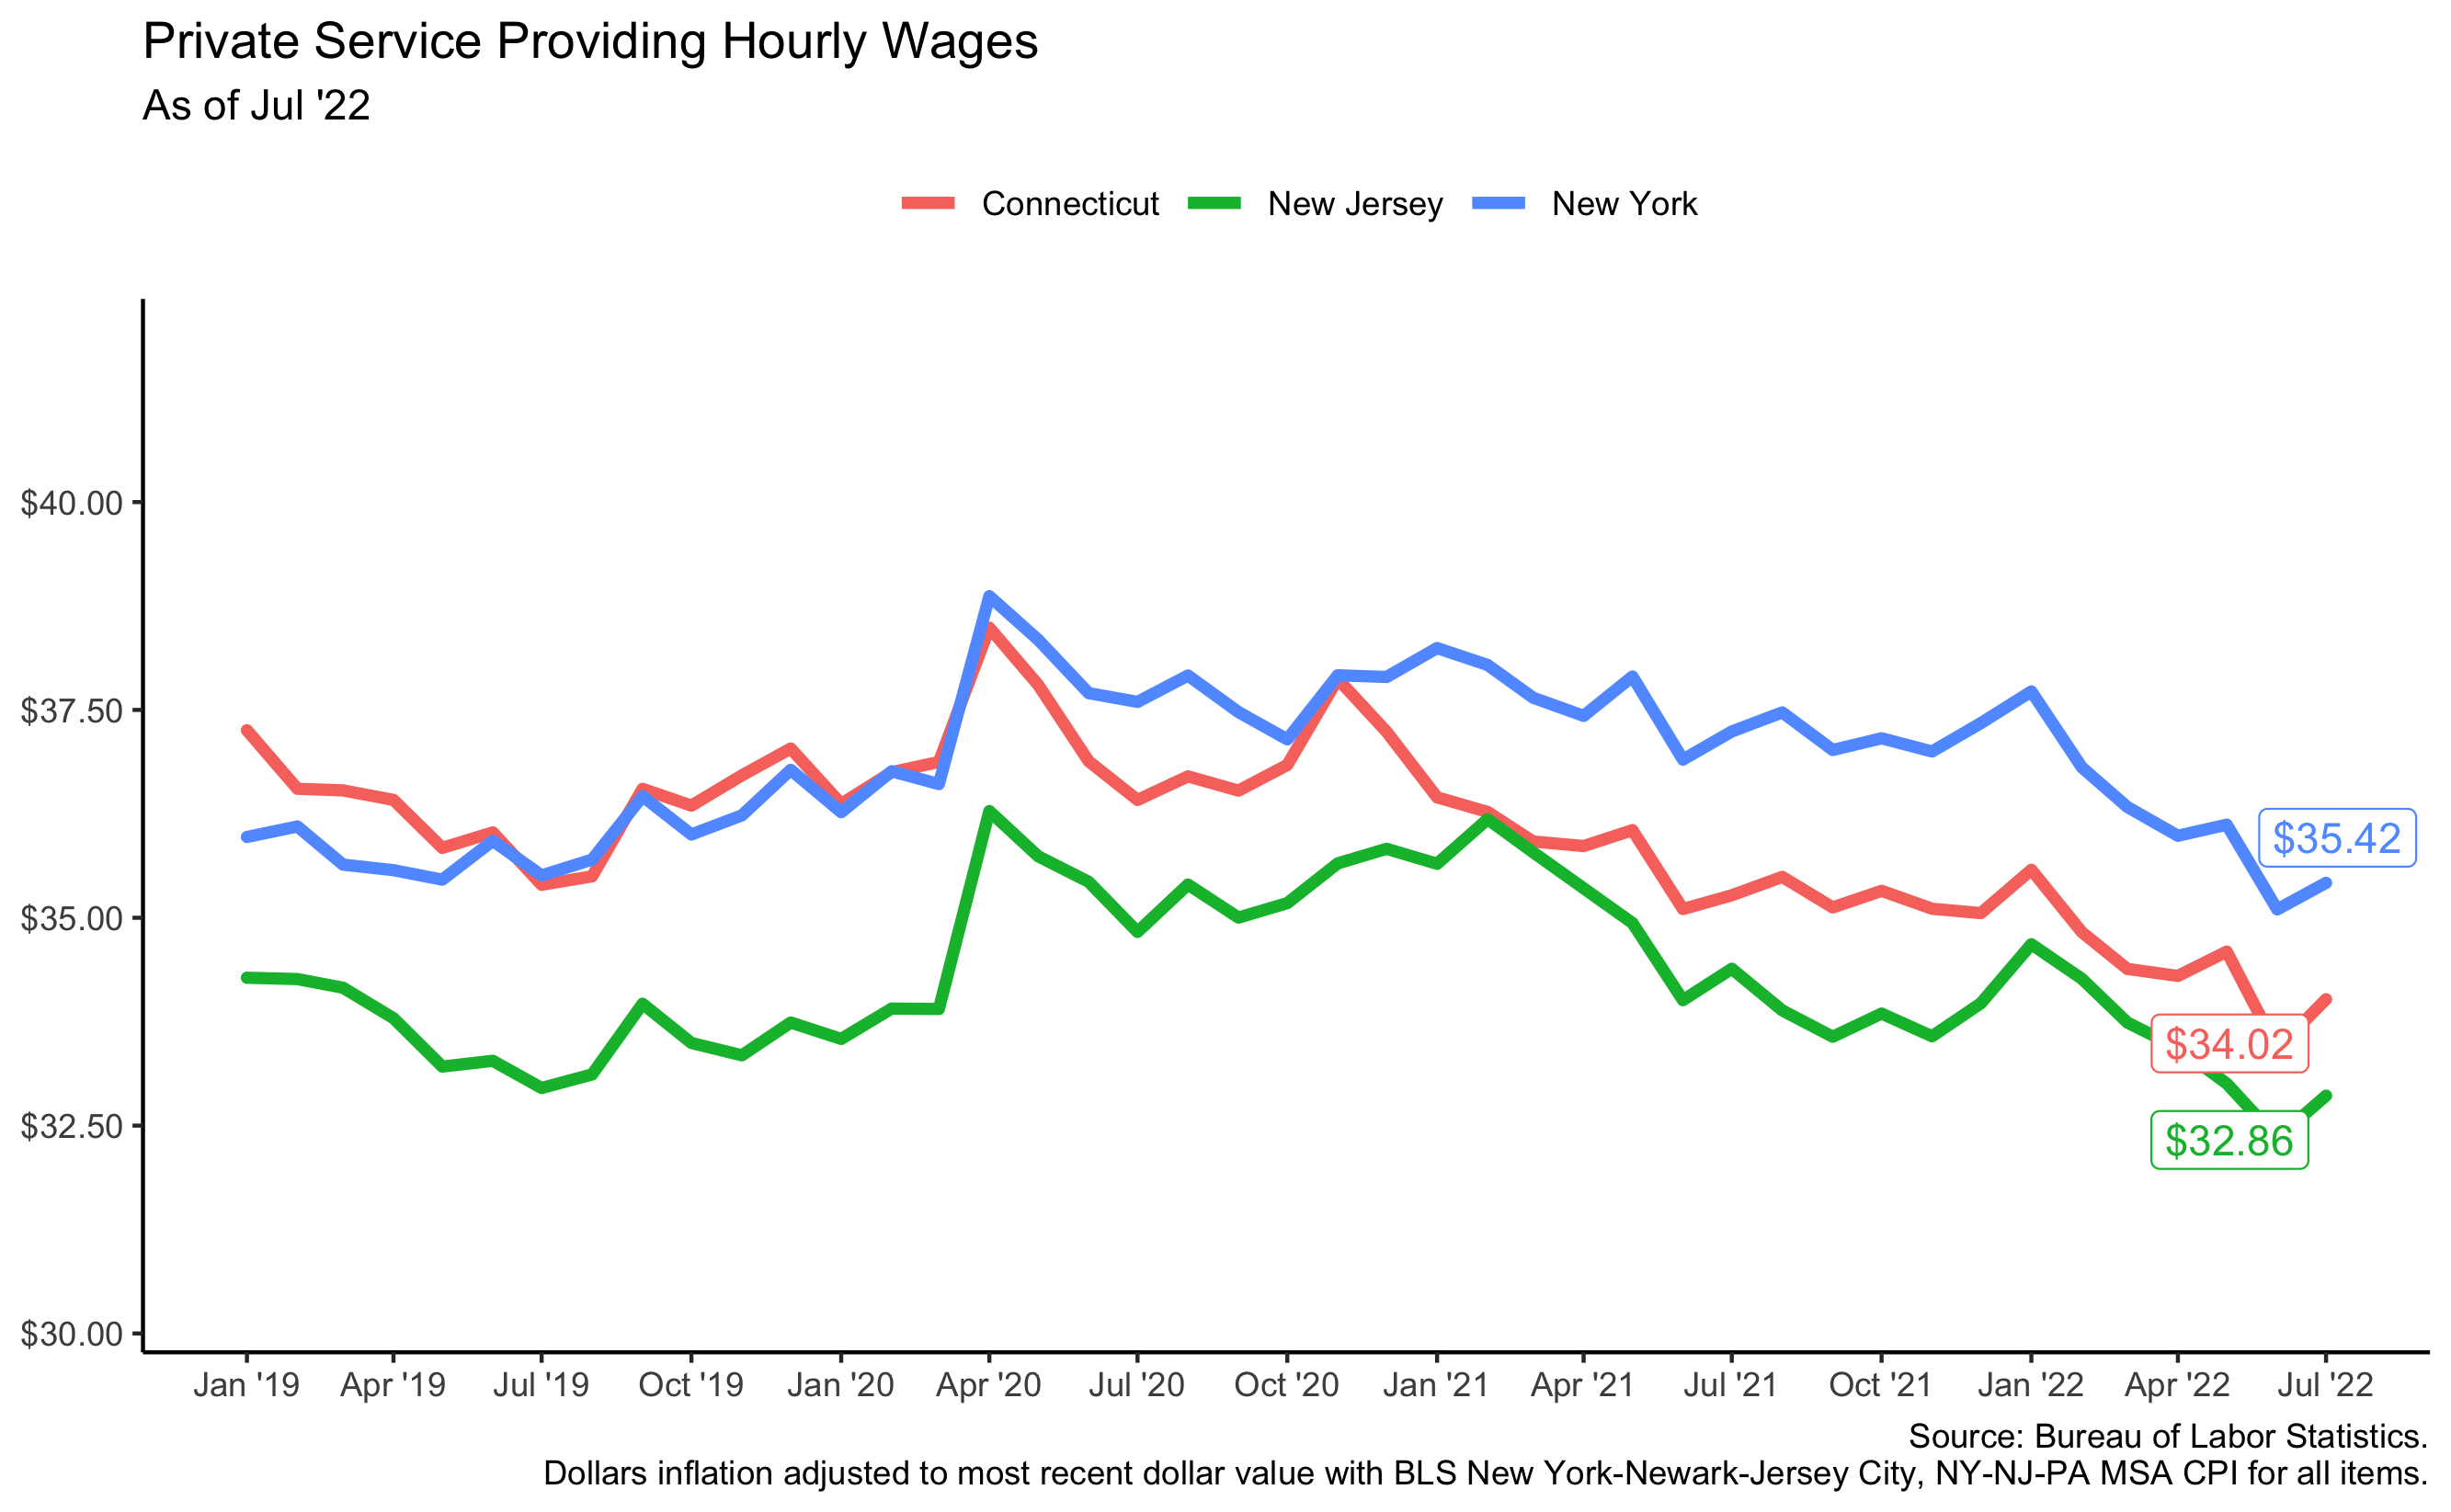 Private Service Providing Hourly Wages
As of Jul '22
Connecticut New Jersey New York
$40.00
$37.50
$35.00
$32.50
$30.00
$35.42
$34.02
$32.86
Jan '19 Apr '19 Jul '19 Oct '19 Jan '20 Apr '20 Jul '20 Oct '20 Jan '21 Apr '21 Jul '21 Oct '21 Jan '22 Apr '22 Jul '22
Source: Bureau of Labor Statistics.
Dollars inflation adjusted to most recent dollar value with BLS New York-Newark-Jersey City, NY-NJ-PA MSA CPI for all items.